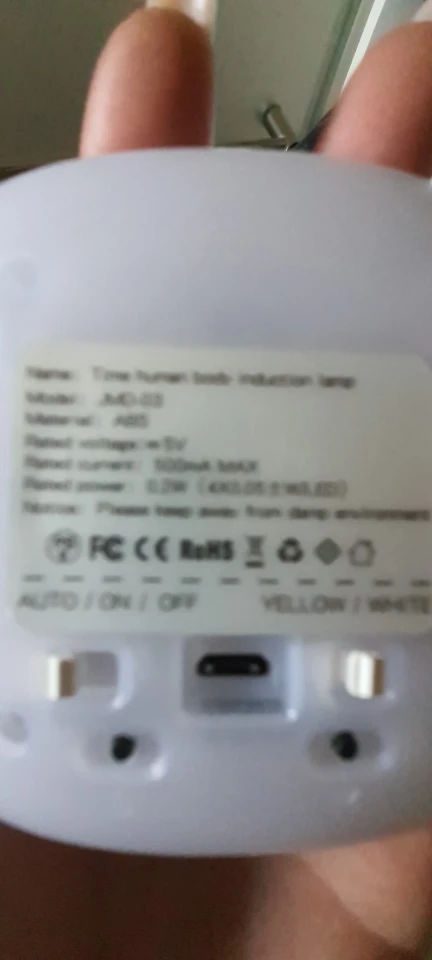 Name: Time human body induction lamp
Model: JMD-03
Material: ABS
Rated voltage: 5V
Rated current: 500mA MAX
Rated power: 0.2W
Notice: Please keep away from damp environment
FC CE RoHS
AUTO / ON / OFF YELLOW / WHITE